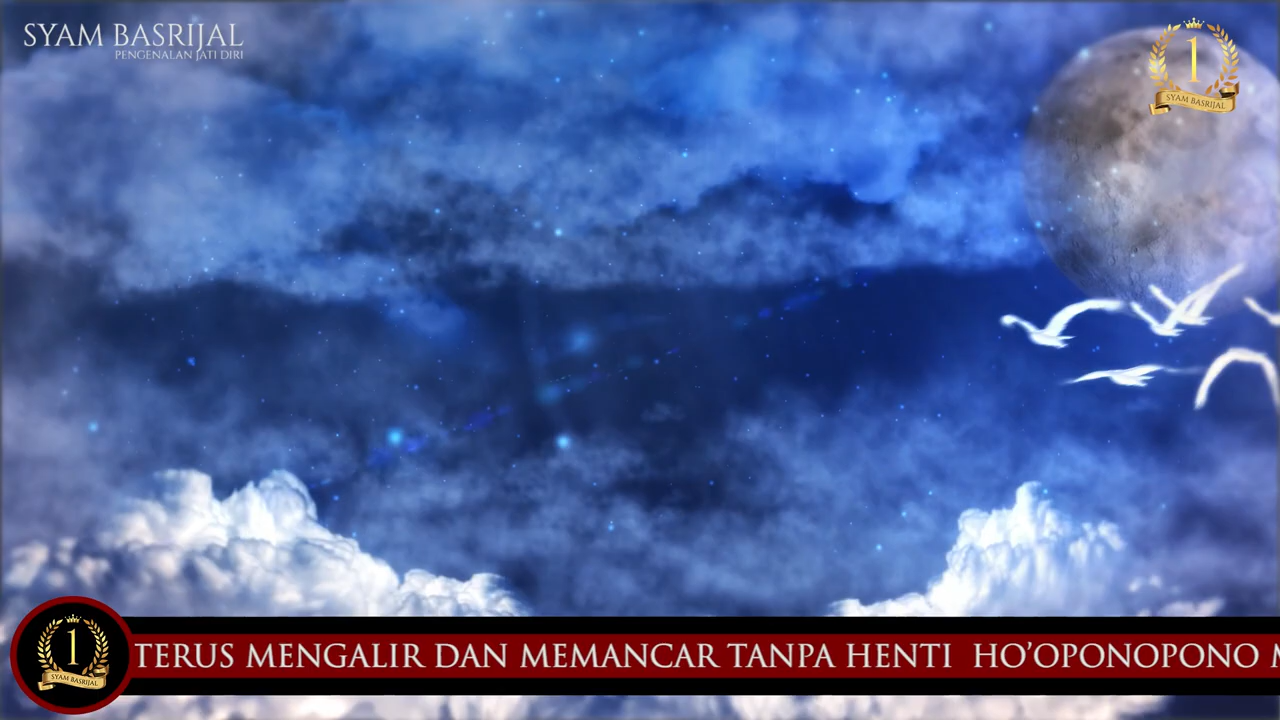 SYAM BASRIJAL
PENGENALAN JATI DIRI
1
SYAM BASRIJAL
1
SYAM BASRIJAL
TERUS MENGALIR DAN MEMANCAR TANPA HENTI HO'OPONOPONO